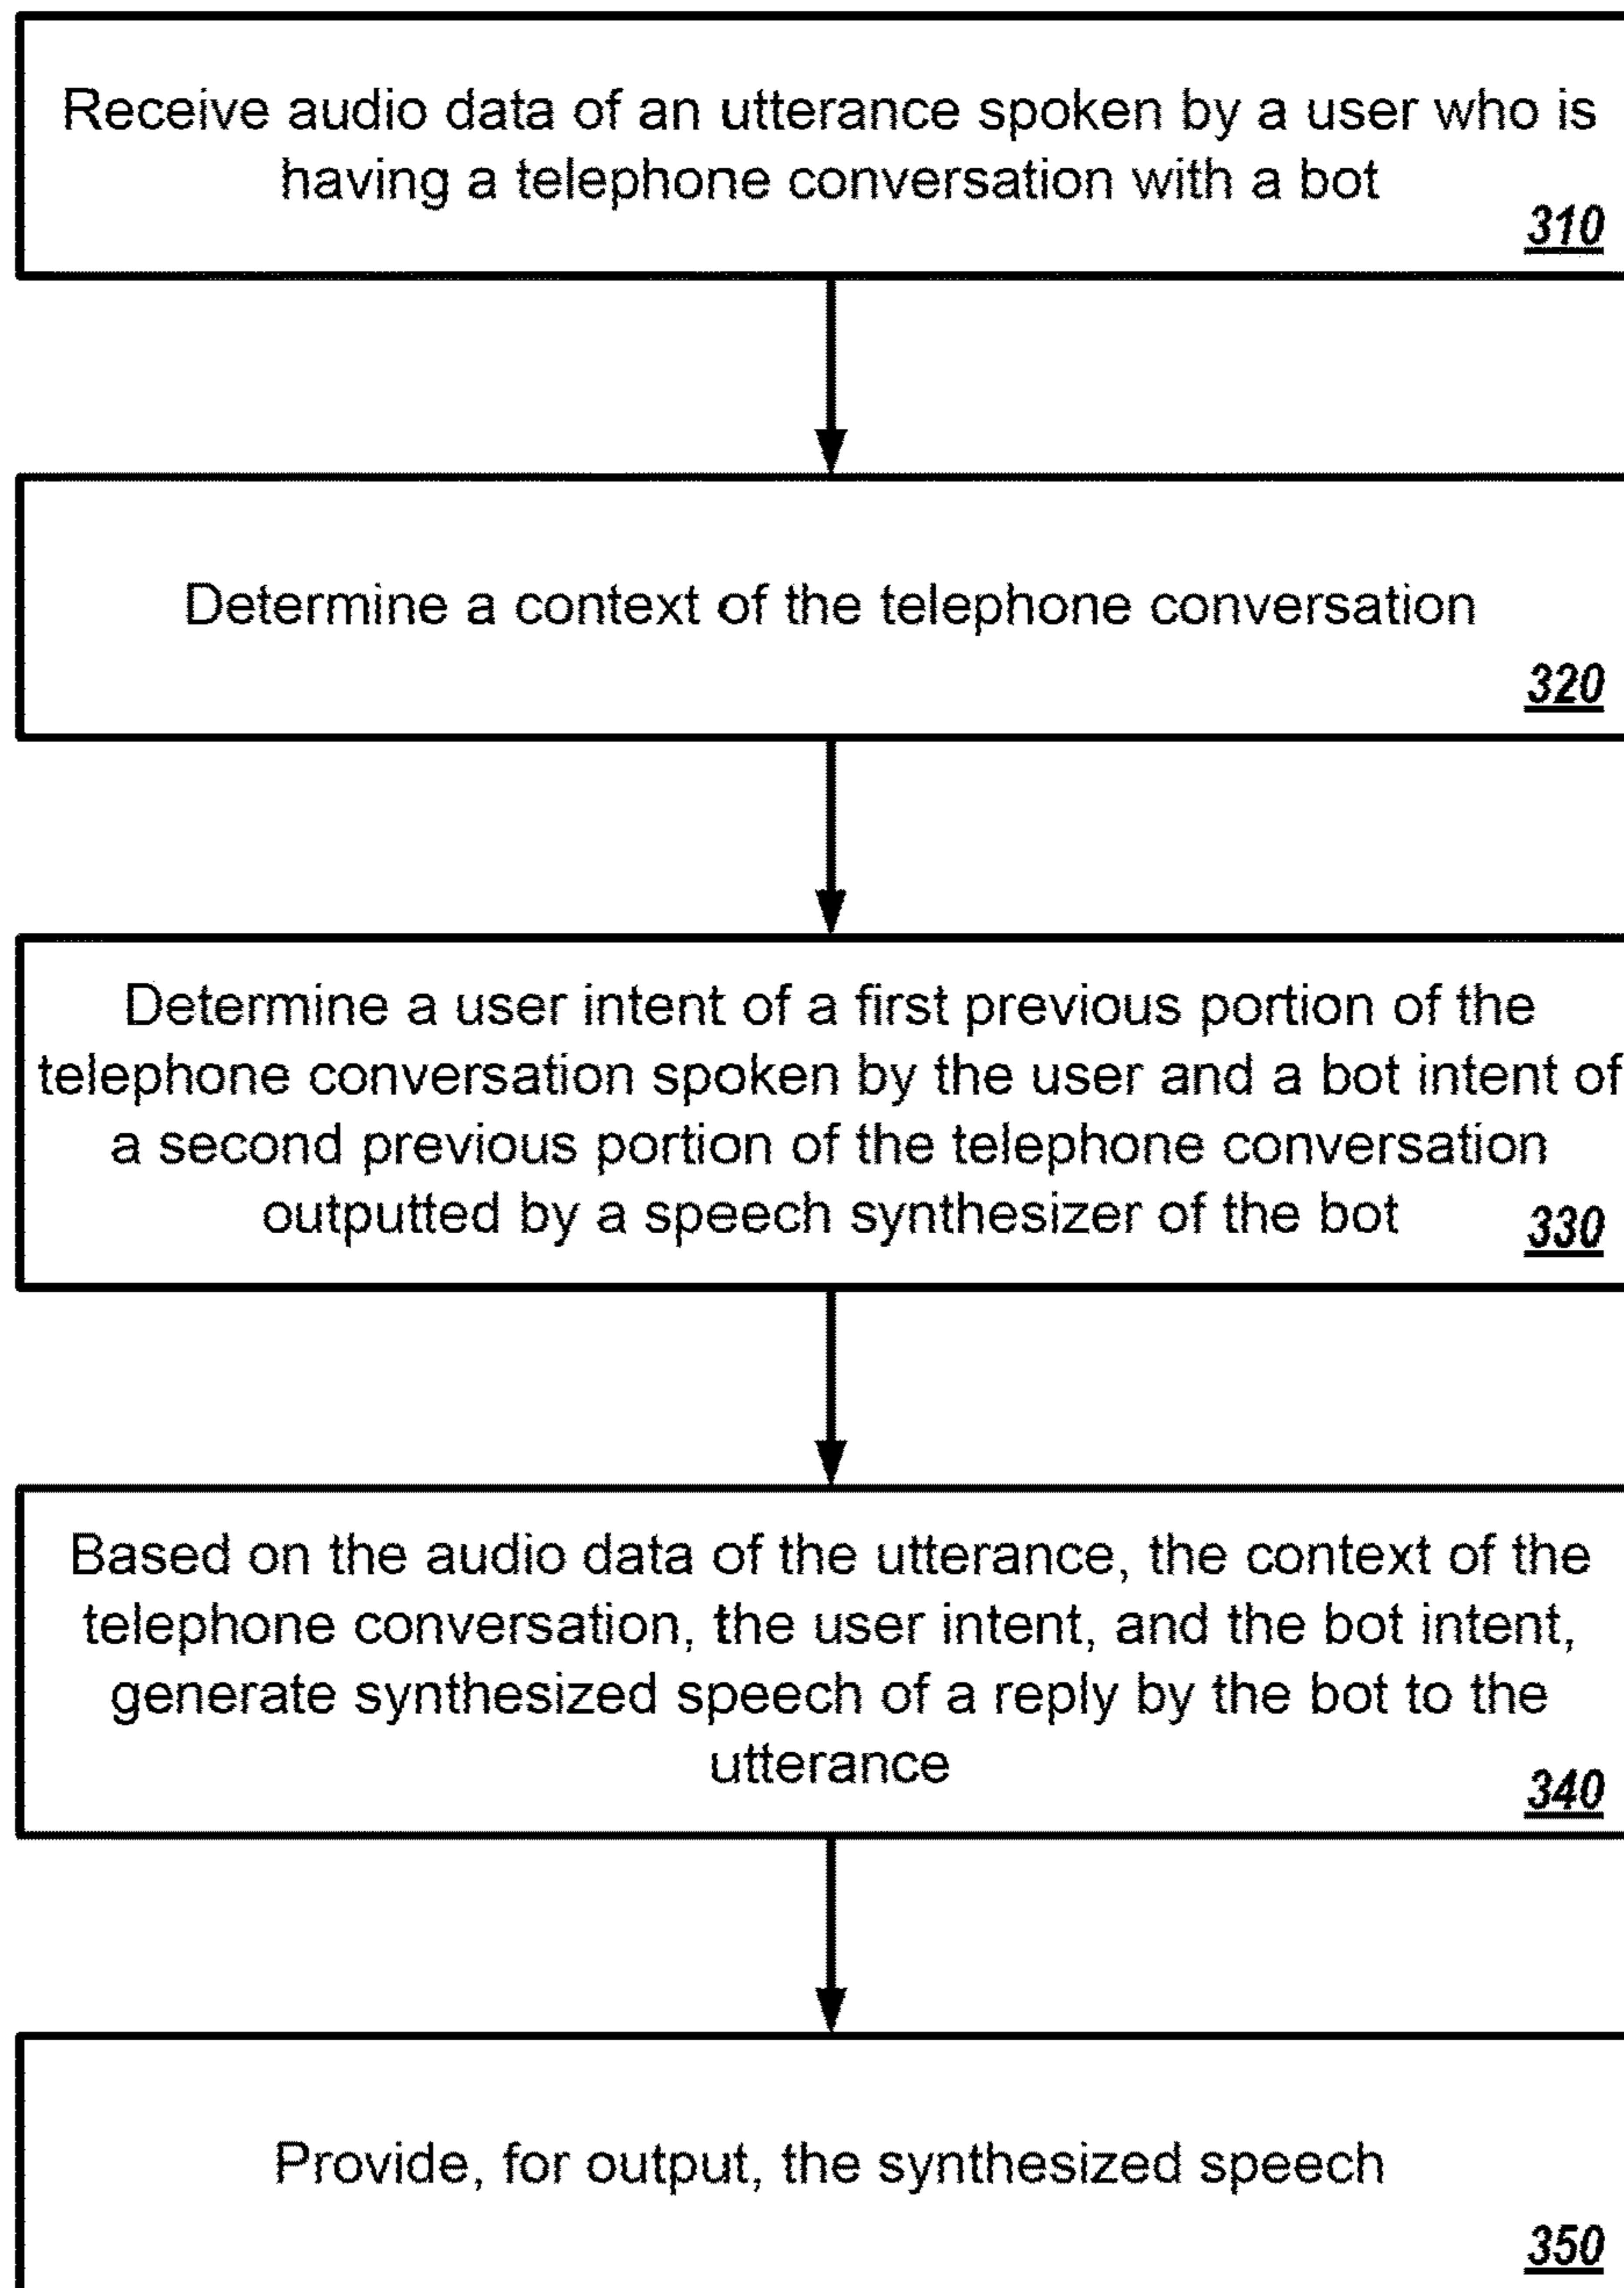 Receive audio data of an utterance spoken by a user who is
having a telephone conversation with a bot
310
Determine a context of the telephone conversation
320
Determine a user intent of a first previous portion of the
telephone conversation spoken by the user and a bot intent of
a second previous portion of the telephone conversation
outputted by a speech synthesizer of the bot
330
Based on the audio data of the utterance, the context of the
telephone conversation, the user intent, and the bot intent,
generate synthesized speech of a reply by the bot to the
utterance
340
Provide, for output, the synthesized speech
350